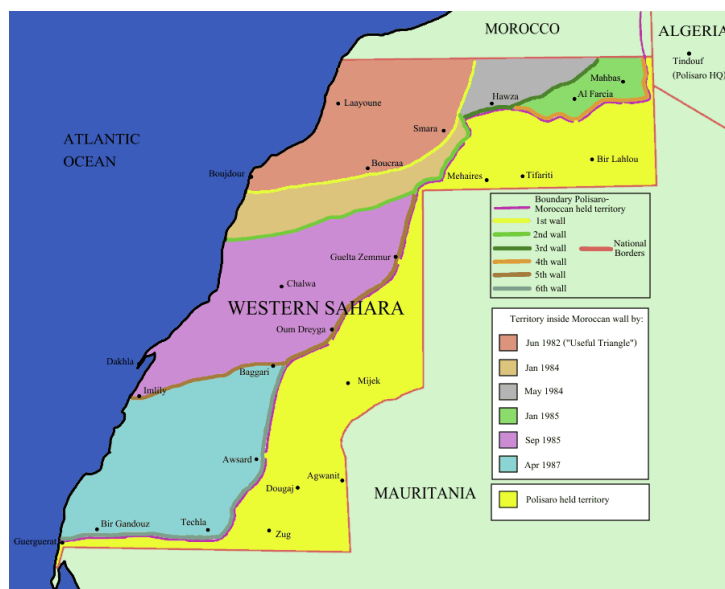 MOROCCO
ALGERIA
Tindouf
(Polisaro HQ)
Mahbas
Al Farcia
Hawza
Laayoune
Smara
ATLANTIC
OCEAN
Boucraa
Boujdour
Bir Lahlou
Mehaires
Tifariti
Boundary Polisaro-
Moroccan held territory
1st wall
2nd wall
3rd wall
4th wall
5th wall
6th wall
National
Borders
Guelta Zemmur
Chalwa
WESTERN SAHARA
Oum Dreyga
Territory inside Moroccan wall by:
Jun 1982 ("Useful Triangle")
Jan 1984
May 1984
Jan 1985
Sep 1985
Apr 1987
Polisaro held territory
Dakhla
Baggari
Imlily
Mijek
Awsard
Agwanit
Dougaj
MAURITANIA
Bir Gandouz
Techla
Zug
Guerguerat